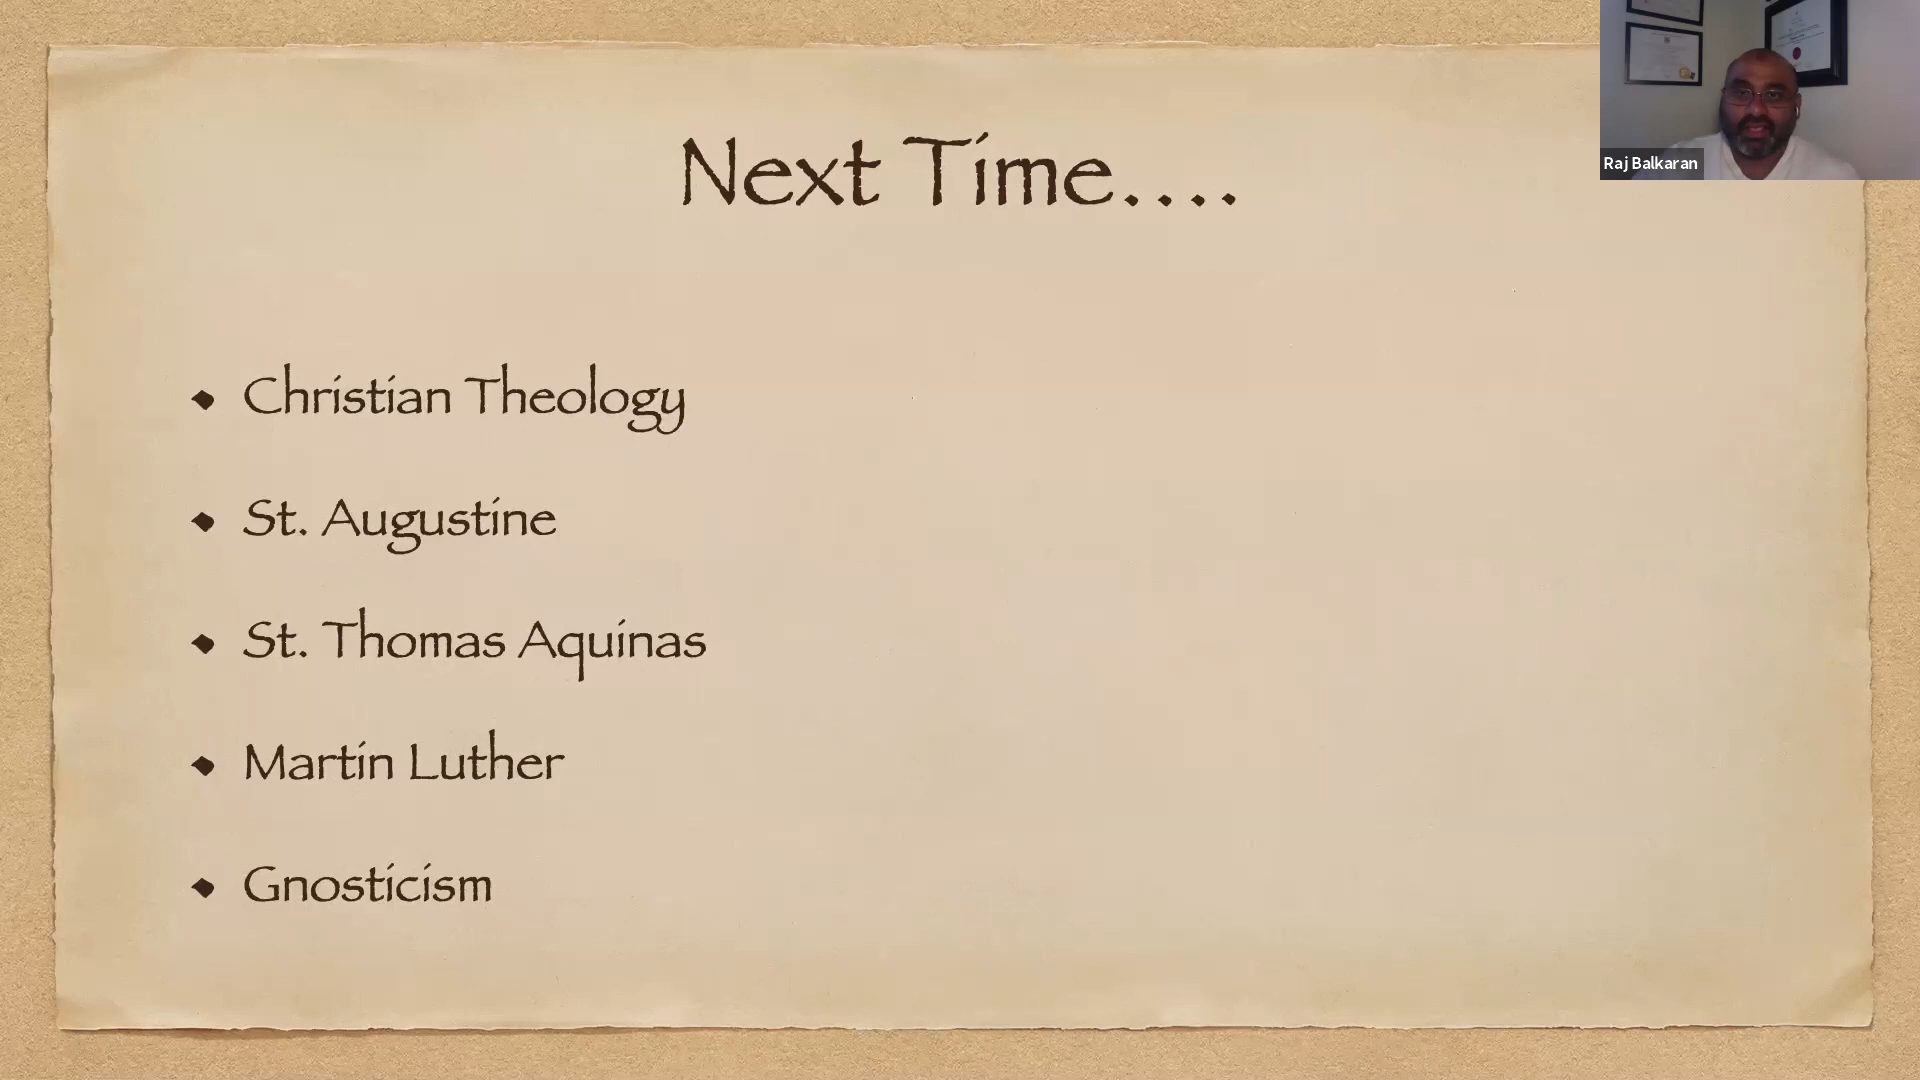 Next Time....
Raj Balkaran
Christian Theology
St. Augustine
St. Thomas Aquinas
Martin Luther
Gnosticism